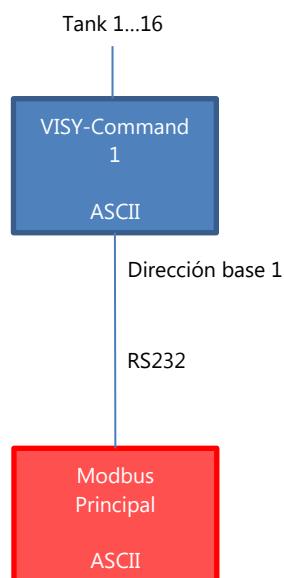 Tank 1...16
VISY-Command
1
ASCII
Dirección base 1
RS232
Modbus
Principal
ASCII